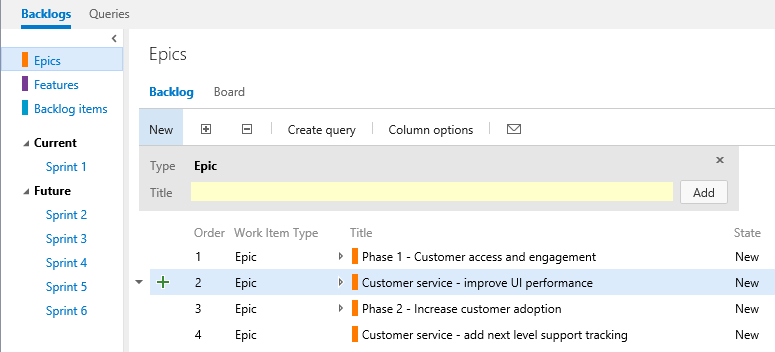 Backlogs Queries
Epics
Features
Backlog items
Current
Sprint 1
Future
Sprint 2
Sprint 3
Sprint 4
Sprint 5
Sprint 6
Epics
Backlog Board
New Create query Column options
Type Epic
Title Add
Order Work Item Type Title State
1 Epic Phase 1 - Customer access and engagement New
2 Epic Customer service - improve UI performance New
3 Epic Phase 2 - Increase customer adoption New
4 Epic Customer service - add next level support tracking New